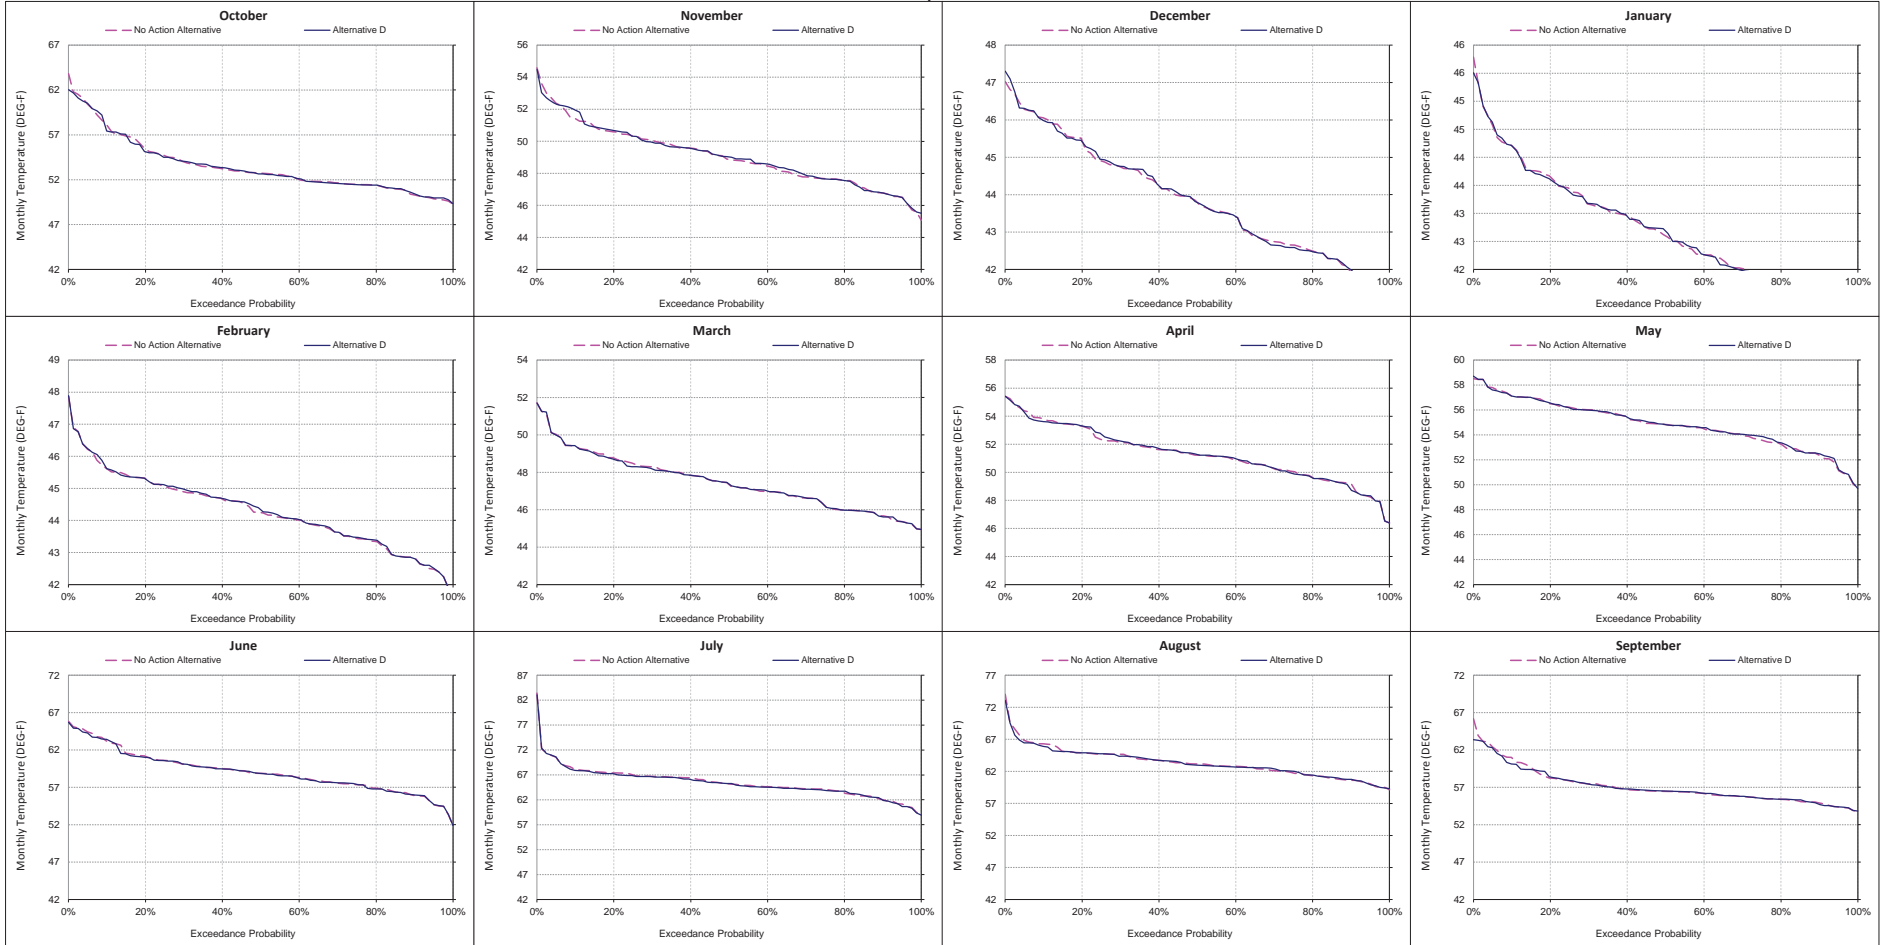 October
No Action Alternative Alternative D
Monthly Temperature (DEG-F)
67
62
57
52
47
42
0% 20% 40% 60% 80% 100%
Exceedance Probability
November
No Action Alternative Alternative D
Monthly Temperature (DEG-F)
56
54
52
50
48
46
44
42
0% 20% 40% 60% 80% 100%
Exceedance Probability
December
No Action Alternative Alternative D
Monthly Temperature (DEG-F)
48
47
46
45
44
43
42
0% 20% 40% 60% 80% 100%
Exceedance Probability
January
No Action Alternative Alternative D
Monthly Temperature (DEG-F)
46
46
45
45
44
44
43
43
42
0% 20% 40% 60% 80% 100%
Exceedance Probability
February
No Action Alternative Alternative D
Monthly Temperature (DEG-F)
49
48
47
46
45
44
43
42
0% 20% 40% 60% 80% 100%
Exceedance Probability
March
No Action Alternative Alternative D
Monthly Temperature (DEG-F)
54
52
50
48
46
44
42
0% 20% 40% 60% 80% 100%
Exceedance Probability
April
No Action Alternative Alternative D
Monthly Temperature (DEG-F)
58
56
54
52
50
48
46
44
42
0% 20% 40% 60% 80% 100%
Exceedance Probability
May
No Action Alternative Alternative D
Monthly Temperature (DEG-F)
60
58
56
54
52
50
48
46
44
42
0% 20% 40% 60% 80% 100%
Exceedance Probability
June
No Action Alternative Alternative D
Monthly Temperature (DEG-F)
72
67
62
57
52
47
42
0% 20% 40% 60% 80% 100%
Exceedance Probability
July
No Action Alternative Alternative D
Monthly Temperature (DEG-F)
87
82
77
72
67
62
57
52
47
42
0% 20% 40% 60% 80% 100%
Exceedance Probability
August
No Action Alternative Alternative D
Monthly Temperature (DEG-F)
77
72
67
62
57
52
47
42
0% 20% 40% 60% 80% 100%
Exceedance Probability
September
No Action Alternative Alternative D
Monthly Temperature (DEG-F)
72
67
62
57
52
47
42
0% 20% 40% 60% 80% 100%
Exceedance Probability